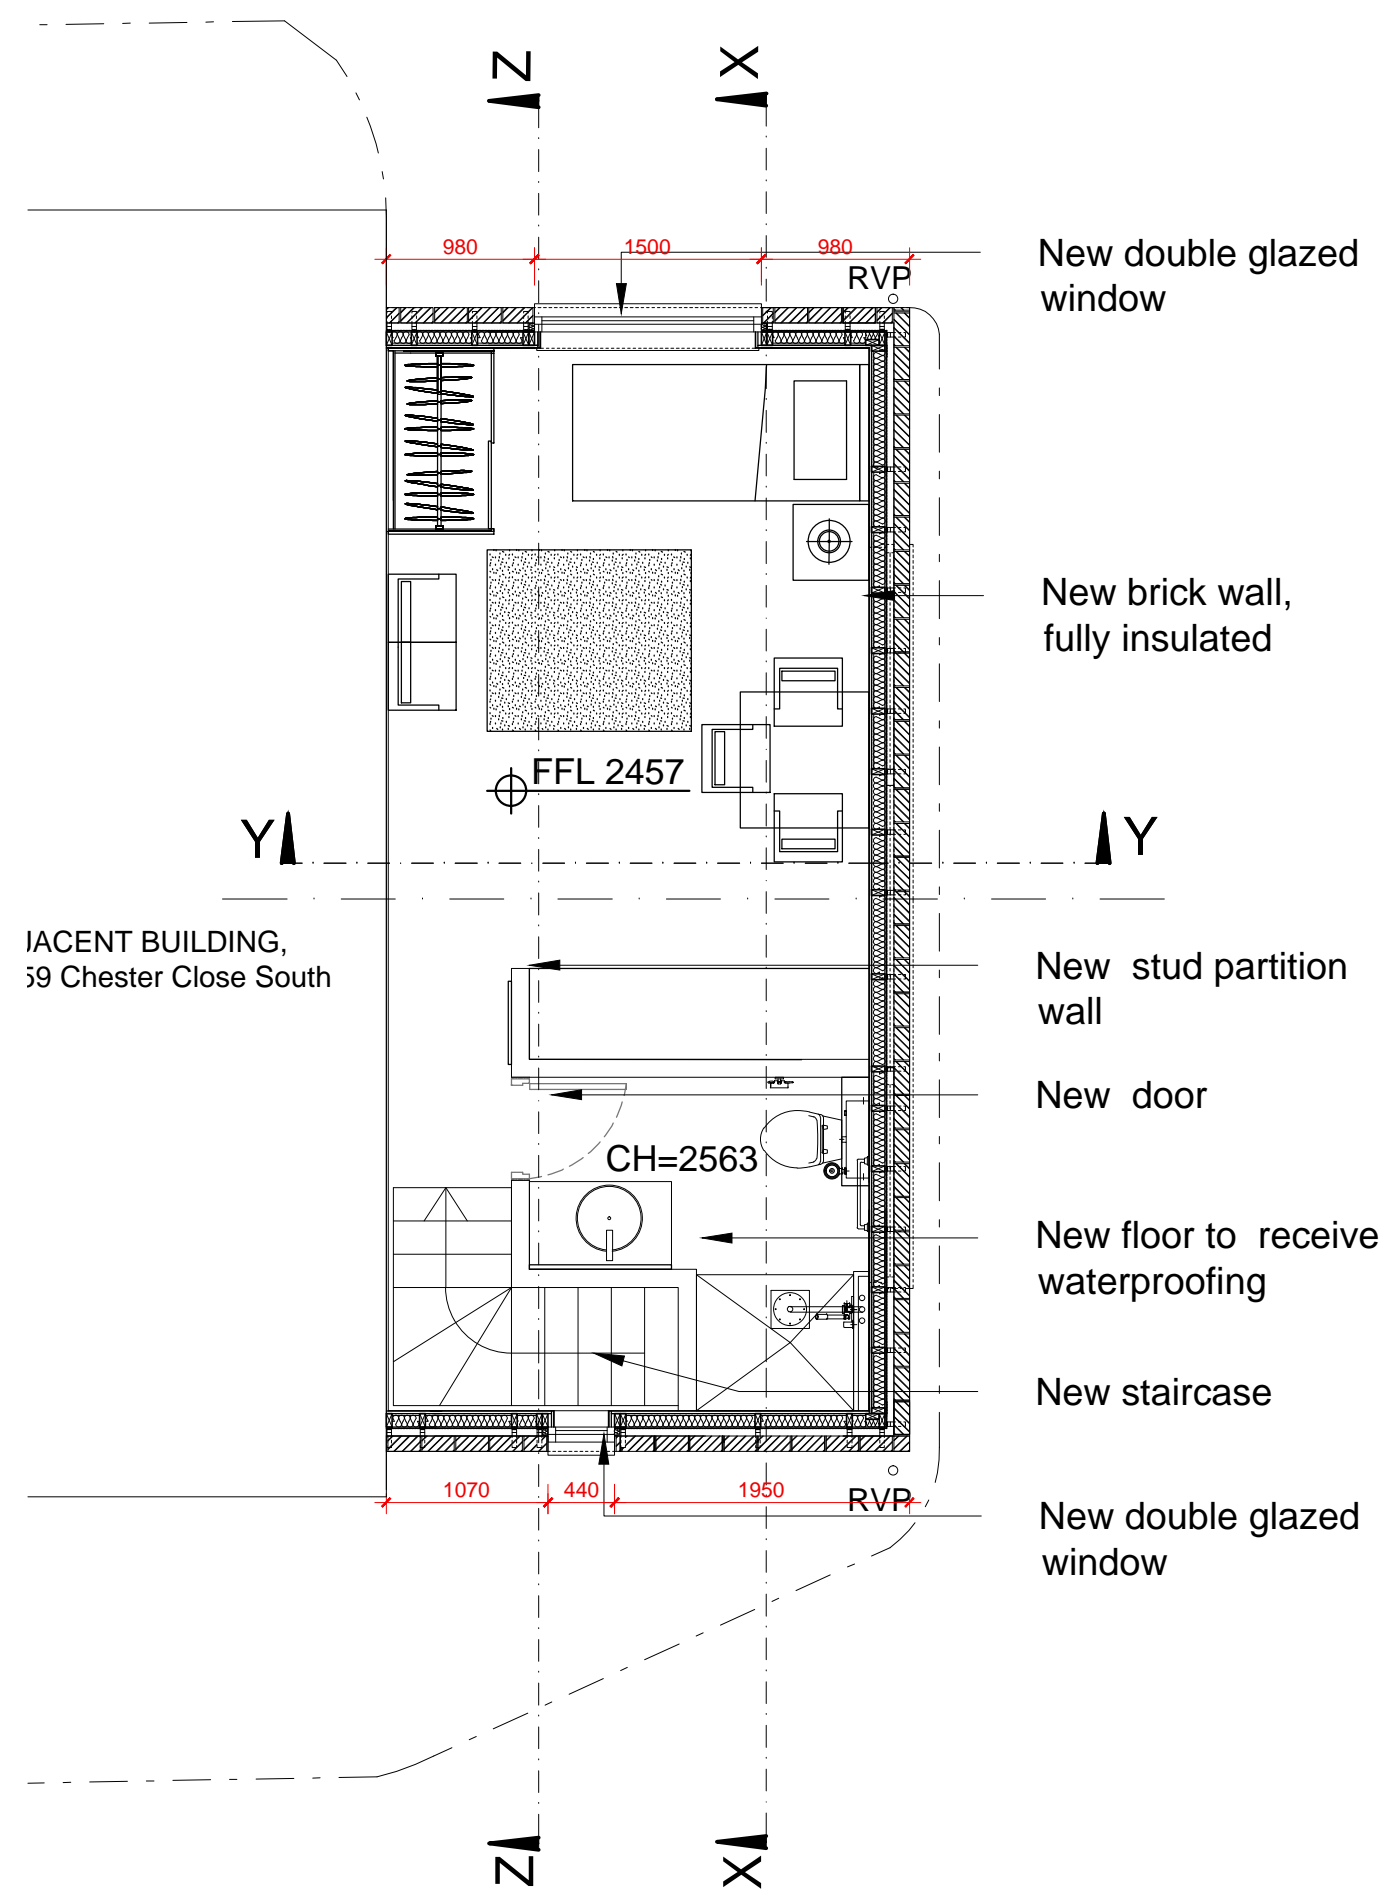 Z
X
980
1500
980
RVP
New double glazed
window
New brick wall,
fully insulated
FFL 2457
Y
Y
JACENT BUILDING,
59 Chester Close South
New stud partition
wall
New door
CH=2563
New floor to receive
waterproofing
New staircase
1070
440
1950
RVP
New double glazed
window
Z
X